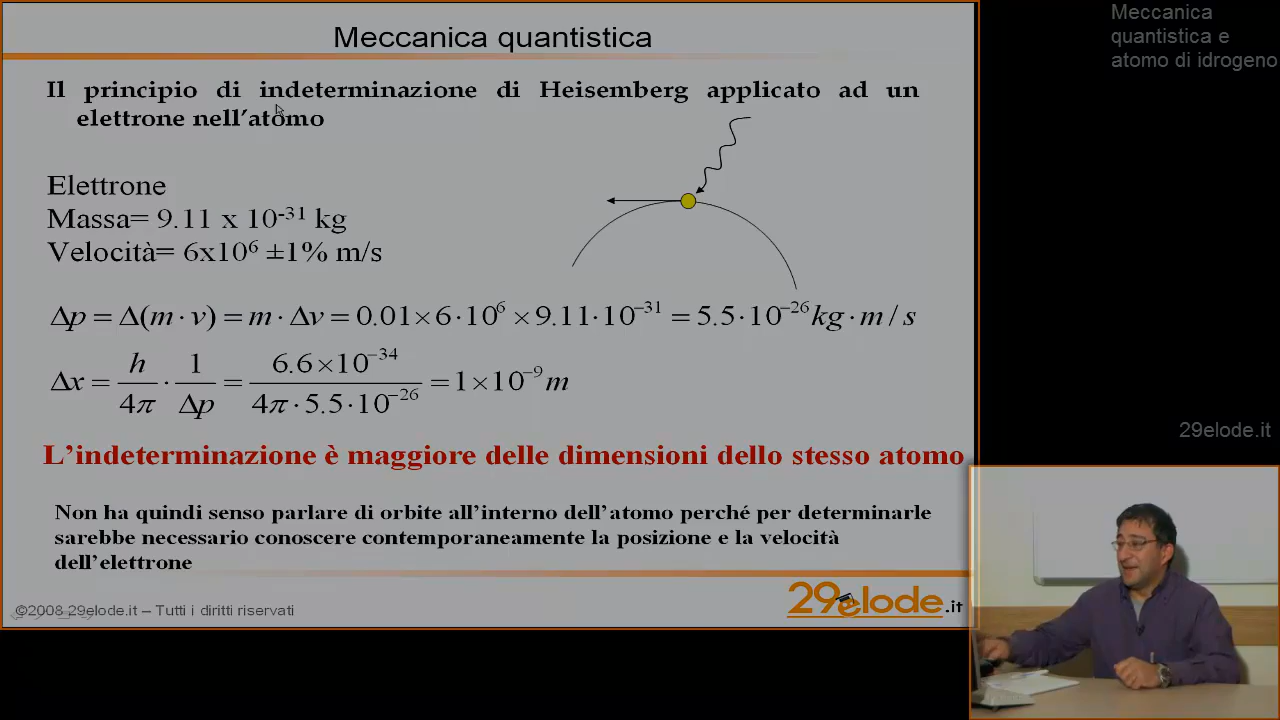 Meccanica quantistica
Meccanica
quantistica e
atomo di idrogeno
Il principio di indeterminazione di Heisemberg applicato ad un
elettrone nell'atomo
Elettrone
Massa= 9.11 x 10⁻³¹ kg
Velocità= 6x10⁶ ±1% m/s
Δp = Δ(m · v) = m · Δv = 0.01×6·10⁶ ×9.11·10⁻³¹ = 5.5·10⁻²⁶ kg·m/s
Δx = h/4π · 1/Δp = 6.6×10⁻³⁴/4π·5.5·10⁻²⁶ = 1×10⁻⁹ m
29elode.it
L'indeterminazione è maggiore delle dimensioni dello stesso atomo
Non ha quindi senso parlare di orbite all'interno dell'atomo perché per determinarle
sarebbe necessario conoscere contemporaneamente la posizione e la velocità
dell'elettrone
©2008 29elode.it – Tutti i diritti riservati
29elode.it